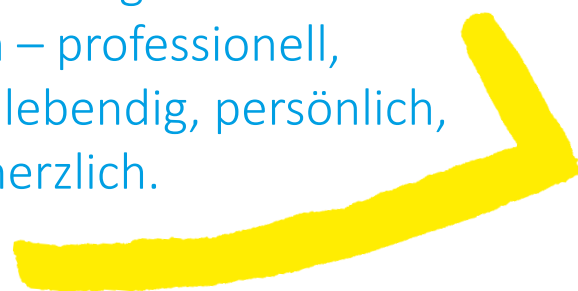 – professionell,
lebendig, persönlich,
herzlich.